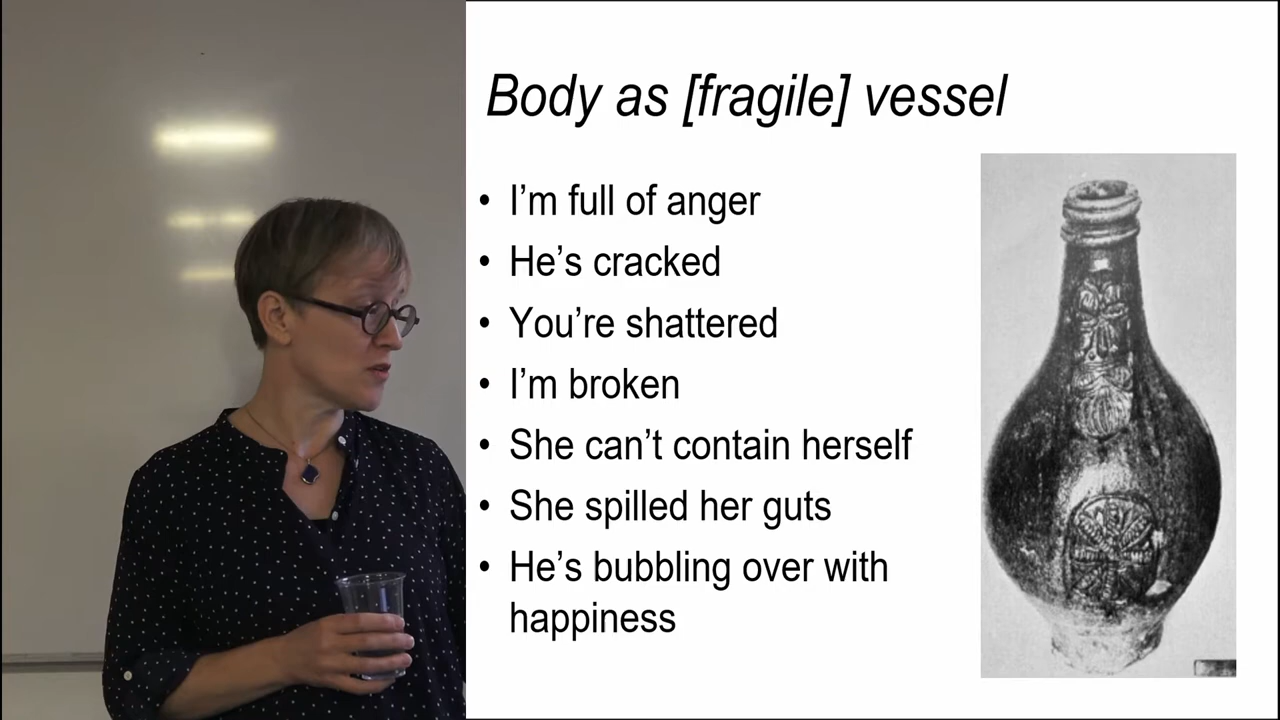 Body as [fragile] vessel
• I'm full of anger
• He's cracked
• You're shattered
• I'm broken
• She can't contain herself
• She spilled her guts
• He's bubbling over with
happiness